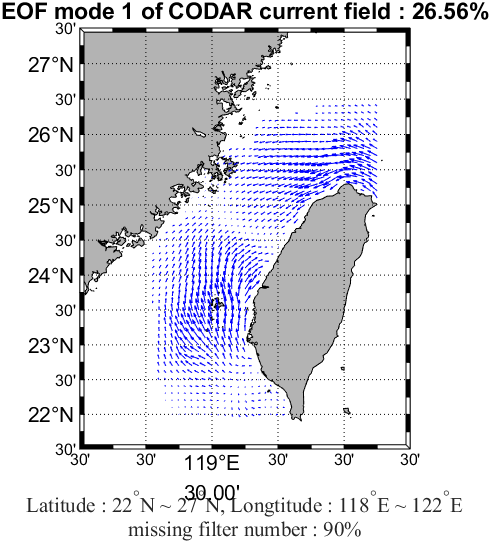 EOF mode 1 of CODAR current field : 26.56%
30'
27°N
30'
26°N
30'
25°N
30'
24°N
30'
23°N
30'
22°N
30'
30' 30' 119°E 30' 30' 30'
30.00'
Latitude : 22°N ~ 27°N, Longtitude : 118°E ~ 122°E
missing filter number : 90%